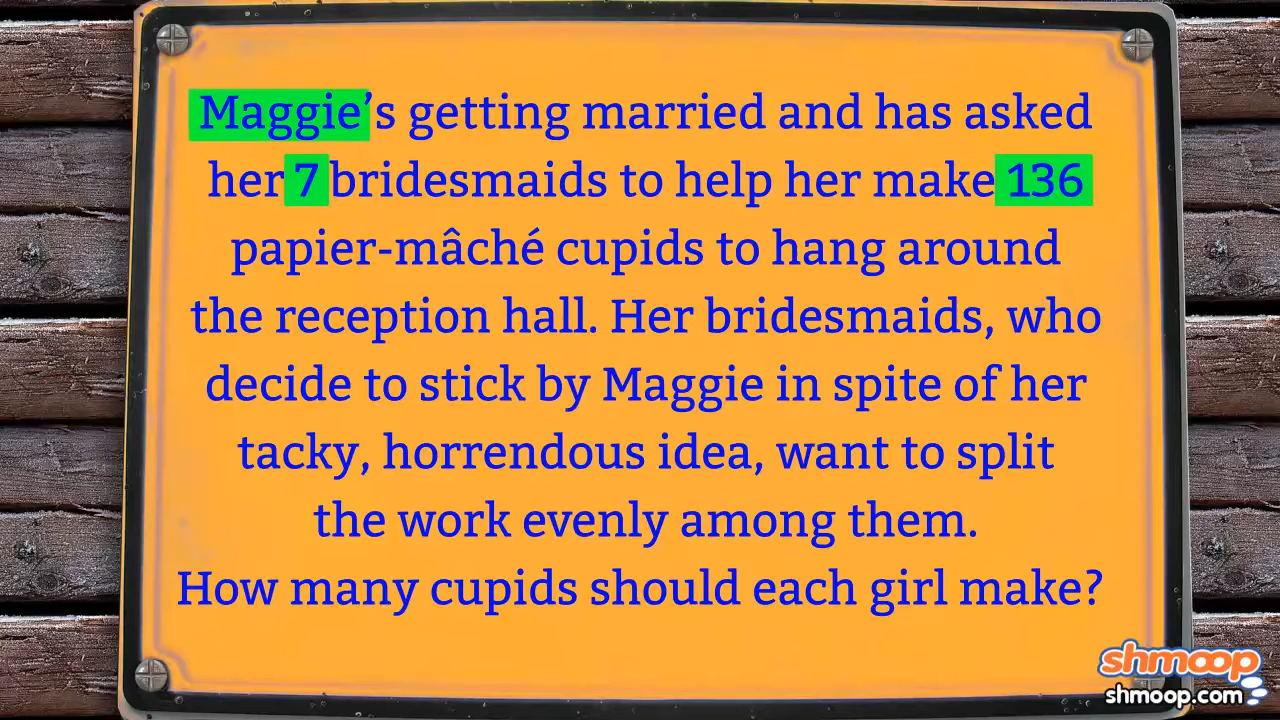 Maggie's getting married and has asked
her 7 bridesmaids to help her make 136
papier-mâché cupids to hang around
the reception hall. Her bridesmaids, who
decide to stick by Maggie in spite of her
tacky, horrendous idea, want to split
the work evenly among them.
How many cupids should each girl make?
shmoop
shmoop.com